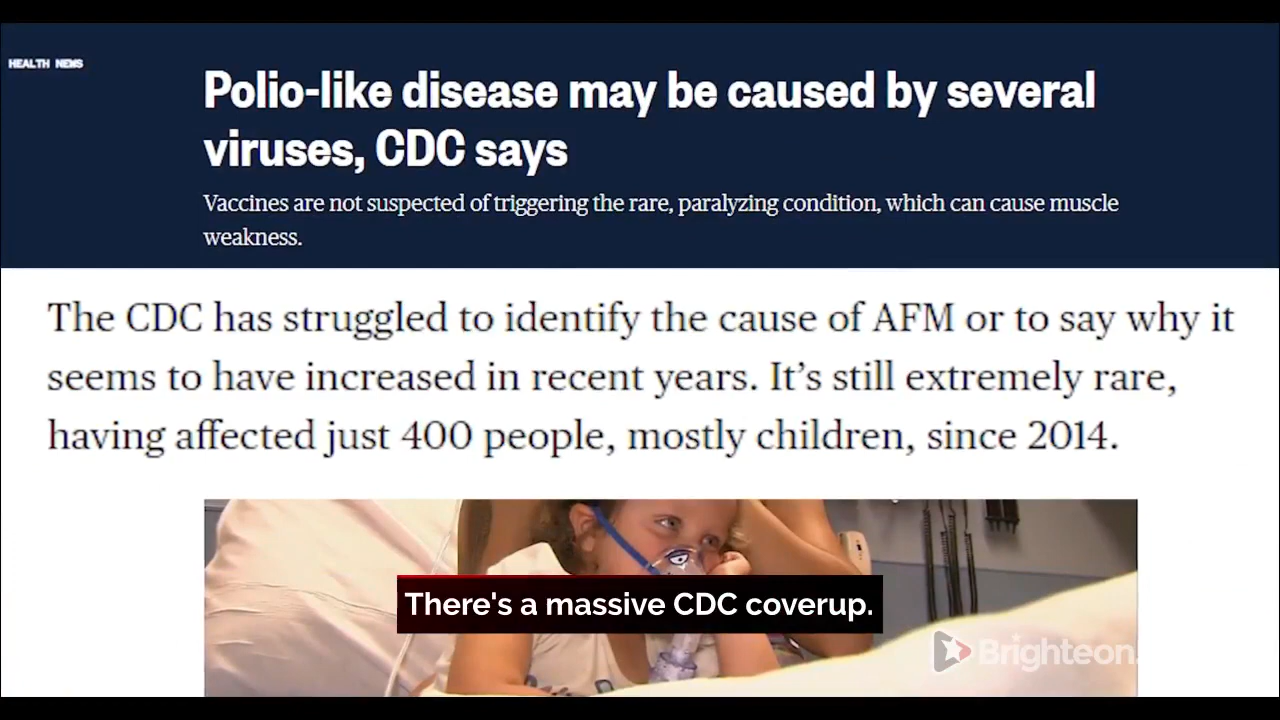 HEALTH NEWS
Polio-like disease may be caused by several
viruses, CDC says
Vaccines are not suspected of triggering the rare, paralyzing condition, which can cause muscle
weakness.
The CDC has struggled to identify the cause of AFM or to say why it
seems to have increased in recent years. It’s still extremely rare,
having affected just 400 people, mostly children, since 2014.
There's a massive CDC coverup.
Brighteon